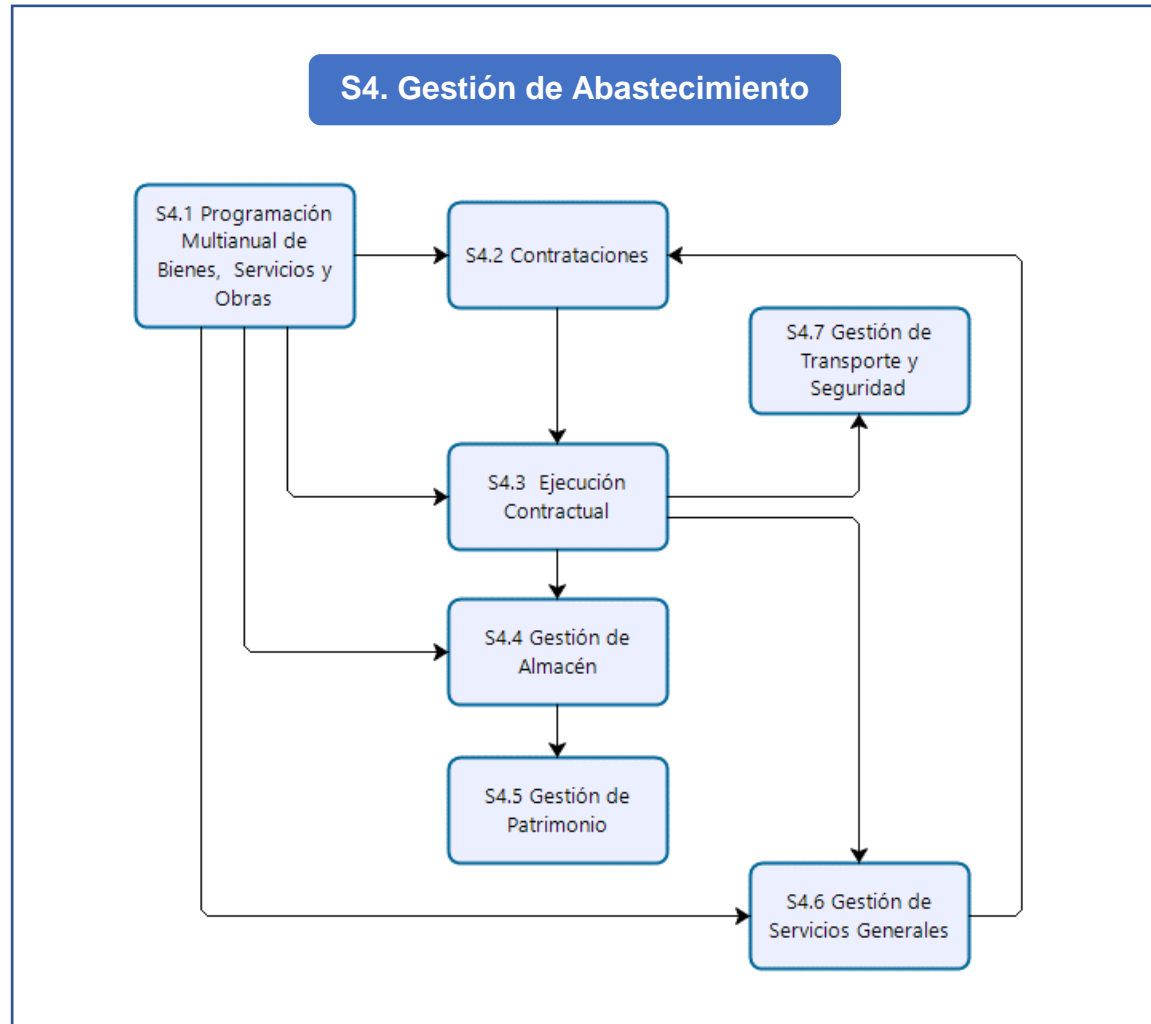 S4. Gestión de Abastecimiento
S4.1 Programación
Multianual de
Bienes, Servicios y
Obras
S4.2 Contrataciones
S4.7 Gestión de
Transporte y
Seguridad
S4.3 Ejecución
Contractual
S4.4 Gestión de
Almacén
S4.5 Gestión de
Patrimonio
S4.6 Gestión de
Servicios Generales